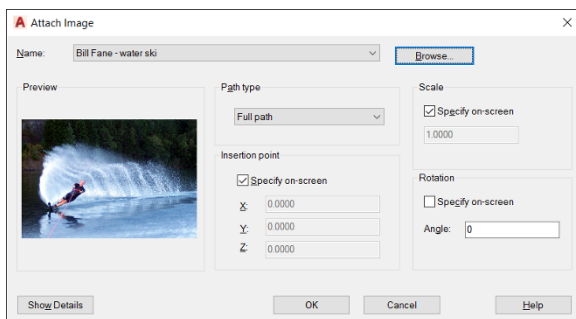 A Attach Image
Name: Bill Fane - water ski Browse...
Preview
Path type
Full path
Insertion point
Specify on-screen
X: 0.0000
Y: 0.0000
Z: 0.0000
Scale
Specify on-screen
1.0000
Rotation
Specify on-screen
Angle: 0
Show Details OK Cancel Help